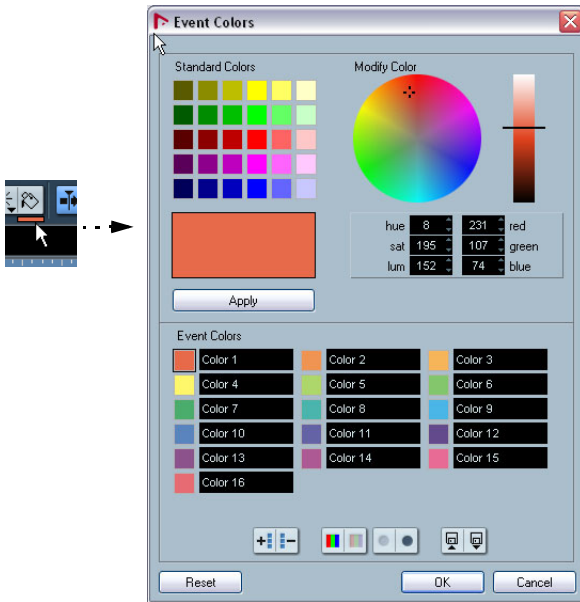 Event Colors
Standard Colors
Modify Color
hue 8 231 red
sat 195 107 green
lum 152 74 blue
Apply
Event Colors
Color 1 Color 2 Color 3
Color 4 Color 5 Color 6
Color 7 Color 8 Color 9
Color 10 Color 11 Color 12
Color 13 Color 14 Color 15
Color 16
Reset OK Cancel